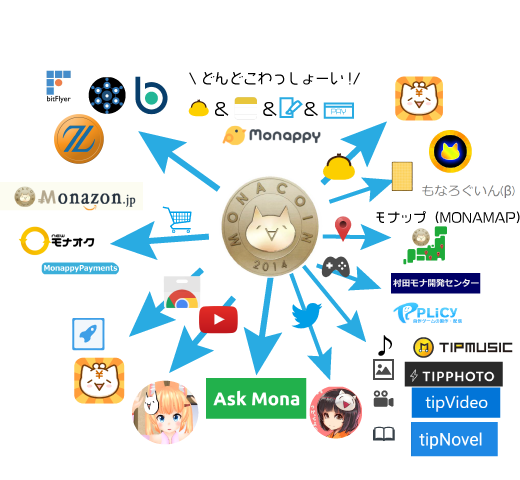 \ どんどこわっしょーい!/
bitFlyer
& & &
PAY
Monappy
Monazon.jp
もなろぐいん(β)
モナップ (MONAMAP)
MONACOIN
2014
NEW
モナオク
MonappyPayments
村田モナ開発センター
PLiCy
TIPMUSIC
TIPPHOTO
Ask Mona
tipVideo
tipNovel